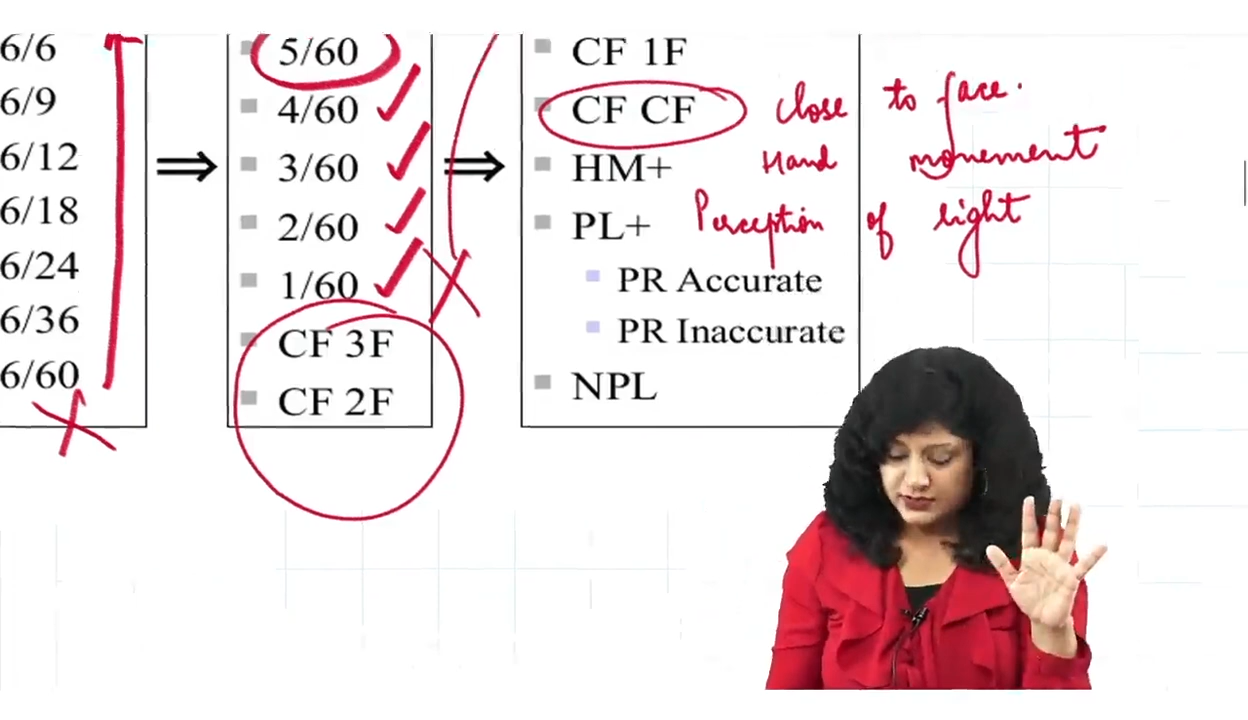 6/6
6/9
6/12
6/18
6/24
6/36
6/60
5/60
4/60
3/60
2/60
1/60
CF 3F
CF 2F
CF 1F
CF CF close to face.
HM+ Hand movement
PL+ Perception of light
PR Accurate
PR Inaccurate
NPL